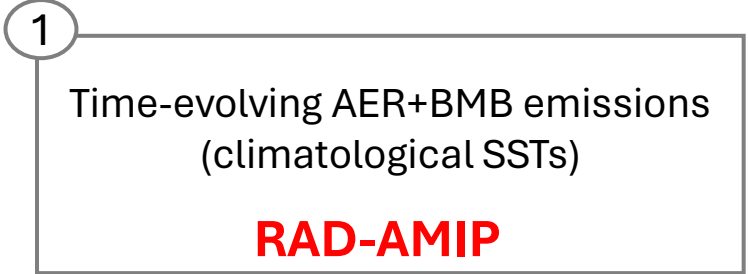 1
Time-evolving AER+BMB emissions
(climatological SSTs)
RAD-AMIP